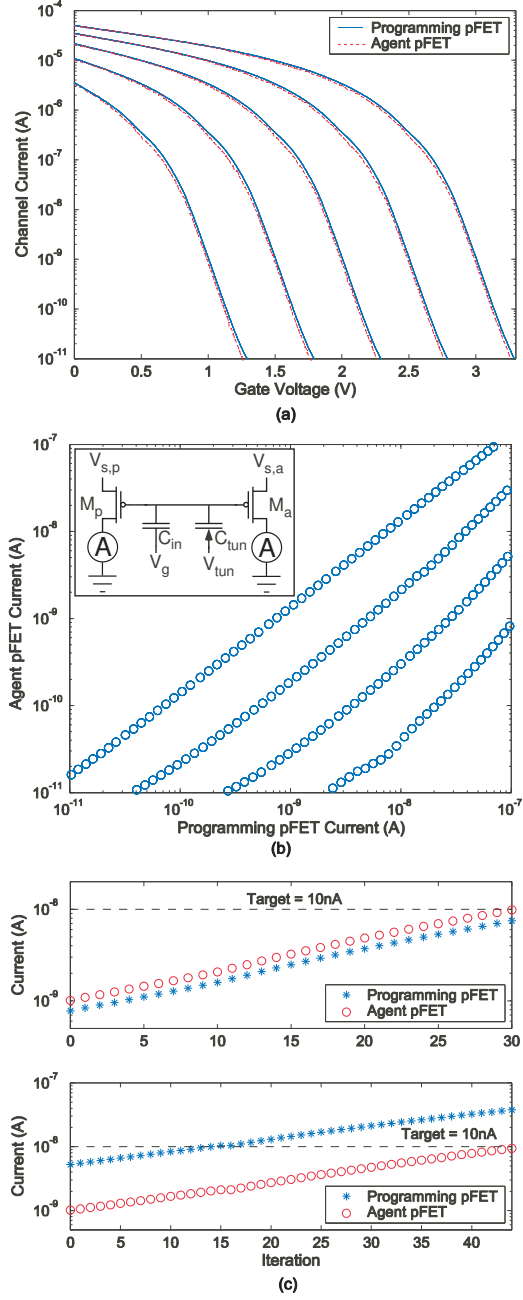 10^-4
10^-5
10^-6
10^-7
10^-8
10^-9
10^-10
10^-11
Channel Current (A)
Programming pFET
Agent pFET
0 0.5 1 1.5 2 2.5 3
Gate Voltage (V)
(a)
10^-7
10^-8
10^-9
10^-10
10^-11
Agent pFET Current (A)
V_s,p V_s,a
M_p M_a
C_in C_tun
A A
V_g V_tun
10^-11 10^-10 10^-9 10^-8 10^-7
Programming pFET Current (A)
(b)
10^-8
10^-9
Current (A)
Target = 10nA
Programming pFET
Agent pFET
0 5 10 15 20 25 30
10^-7
10^-8
10^-9
Current (A)
Target = 10nA
Programming pFET
Agent pFET
0 5 10 15 20 25 30 35 40
Iteration
(c)